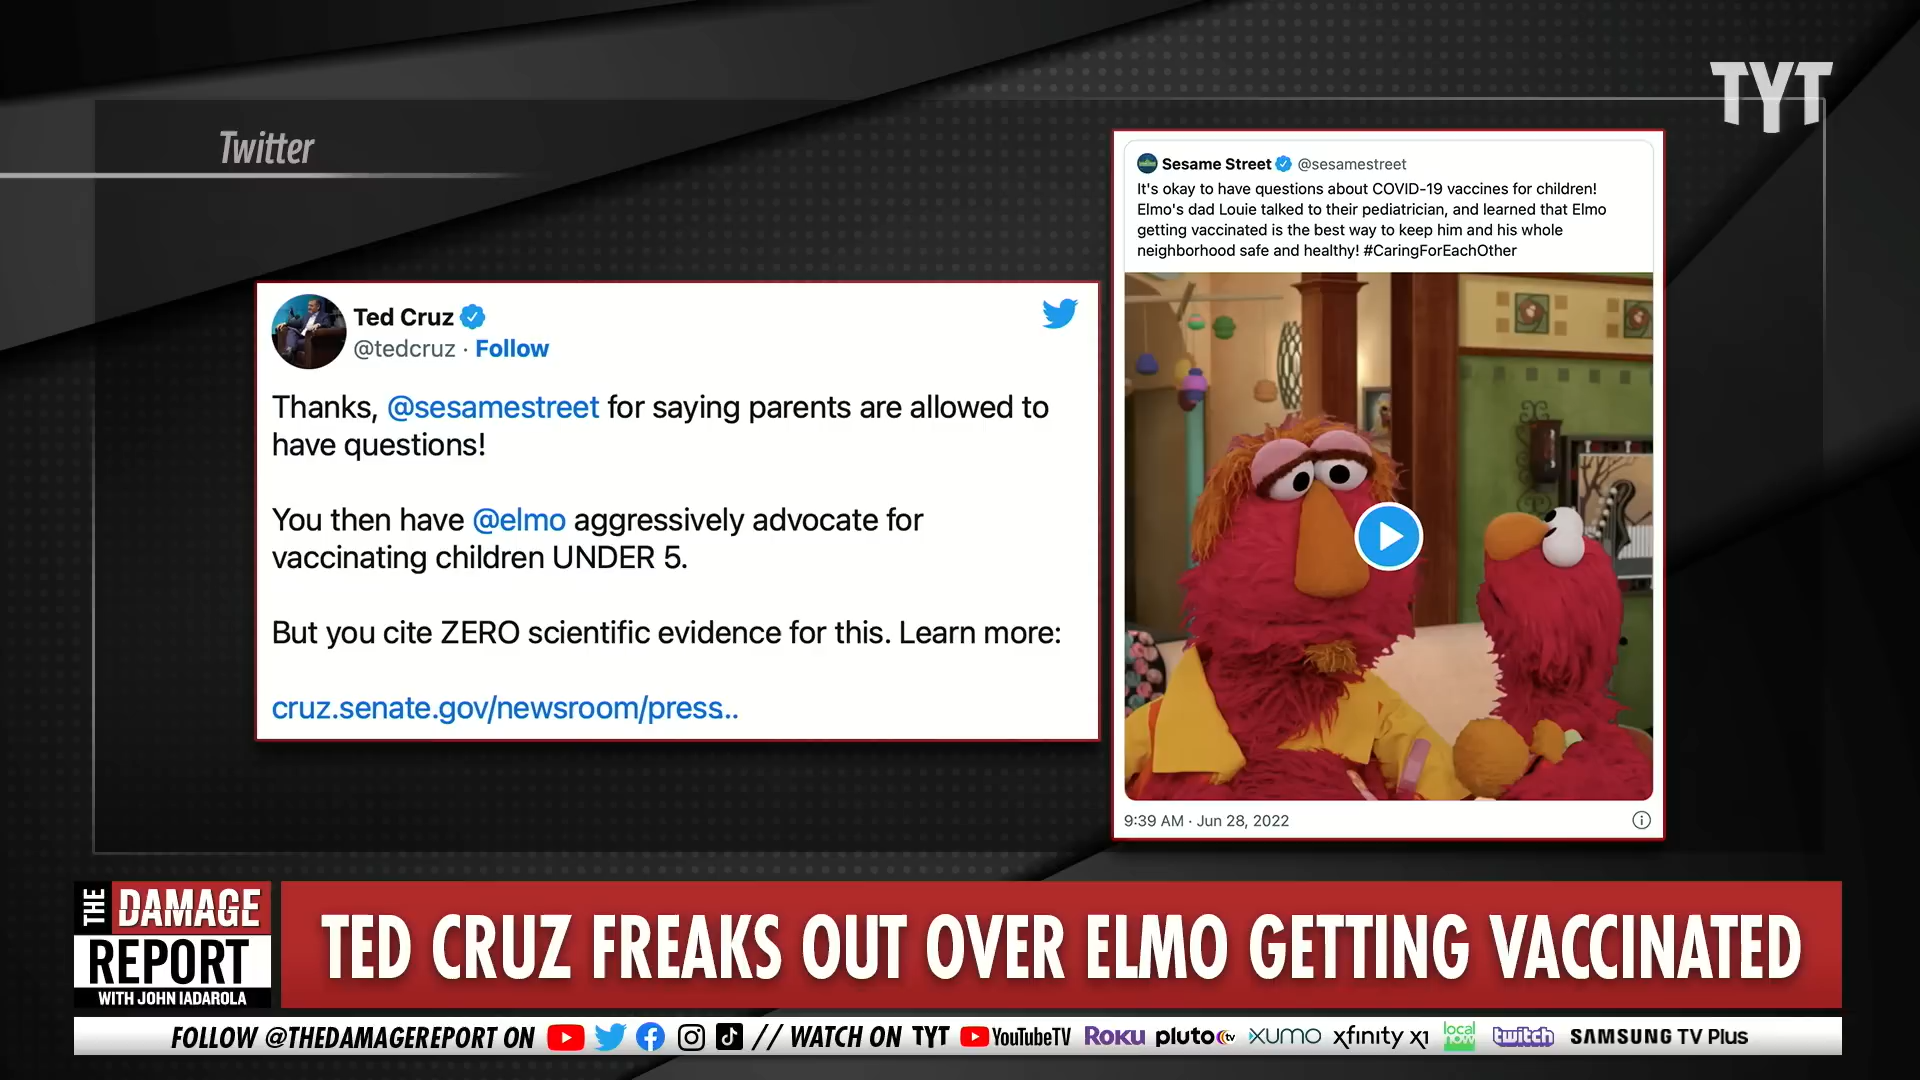 TYT
Twitter
Sesame Street @sesamestreet
It's okay to have questions about COVID-19 vaccines for children!
Elmo's dad Louie talked to their pediatrician, and learned that Elmo
getting vaccinated is the best way to keep him and his whole
neighborhood safe and healthy! #CaringForEachOther
9:39 AM · Jun 28, 2022
Ted Cruz
@tedcruz · Follow
Thanks, @sesamestreet for saying parents are allowed to
have questions!
You then have @elmo aggressively advocate for
vaccinating children UNDER 5.
But you cite ZERO scientific evidence for this. Learn more:
cruz.senate.gov/newsroom/press..
THE DAMAGE
REPORT
WITH JOHN IADAROLA
TED CRUZ FREAKS OUT OVER ELMO GETTING VACCINATED
FOLLOW @THEDAMAGEREPORT ON // WATCH ON TYT YouTubeTV ROKU pluto tv XUMO xfinity x1 local now twitch SAMSUNG TV Plus